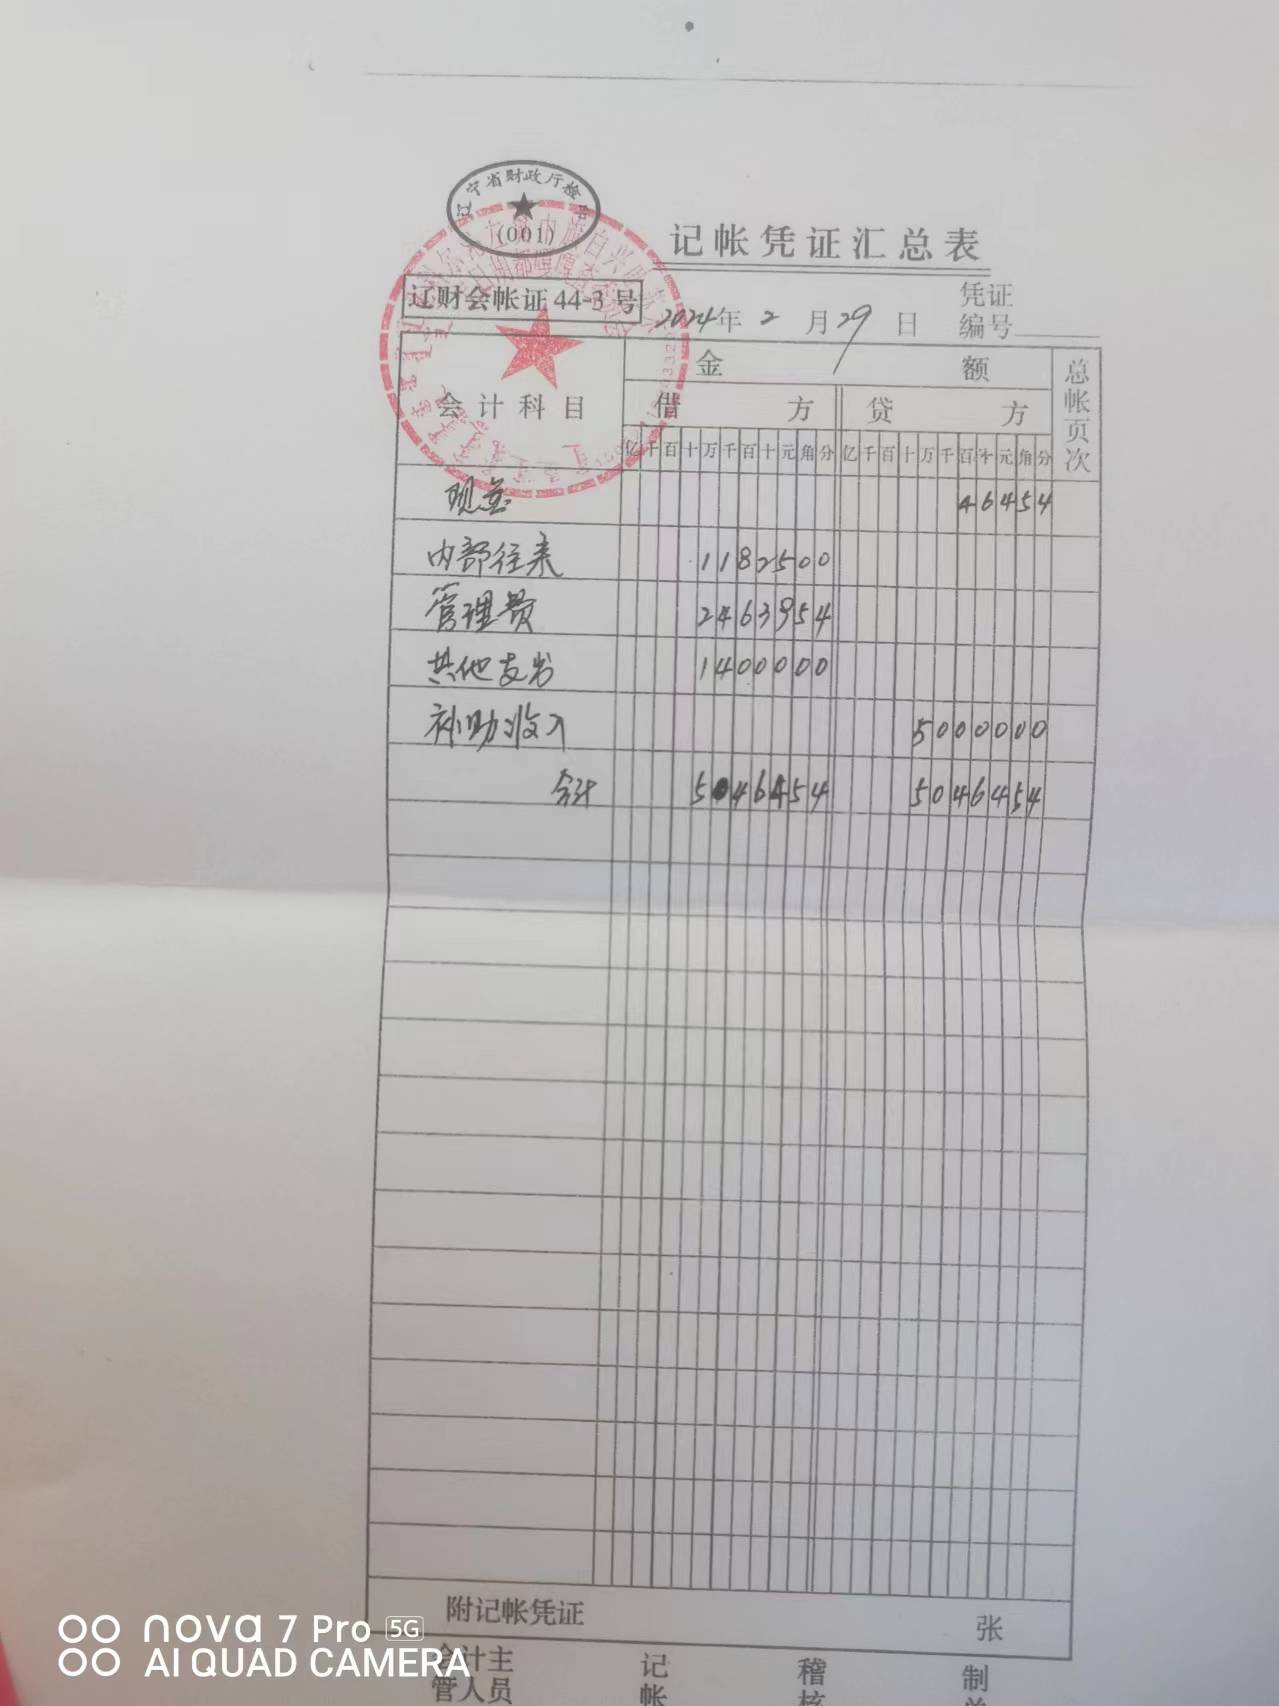 辽宁省财政厅检
(001)
记帐凭证汇总表
辽财会帐证 44-3 号
2024年 2 月 29 日
凭证
编号
会计科目
金 额
总帐页次
借 方 贷 方
亿千百十万千百十元角分 亿千百十万千百十元角分
现金 46454
内部往来 1182500
管理费 2463954
其他支出 1400000
补助收入 5000000
合计 5046454 5046454
附记帐凭证 张
会计主
管人员
记
帐
稽
核
制
单
nova 7 Pro 5G
AI QUAD CAMERA